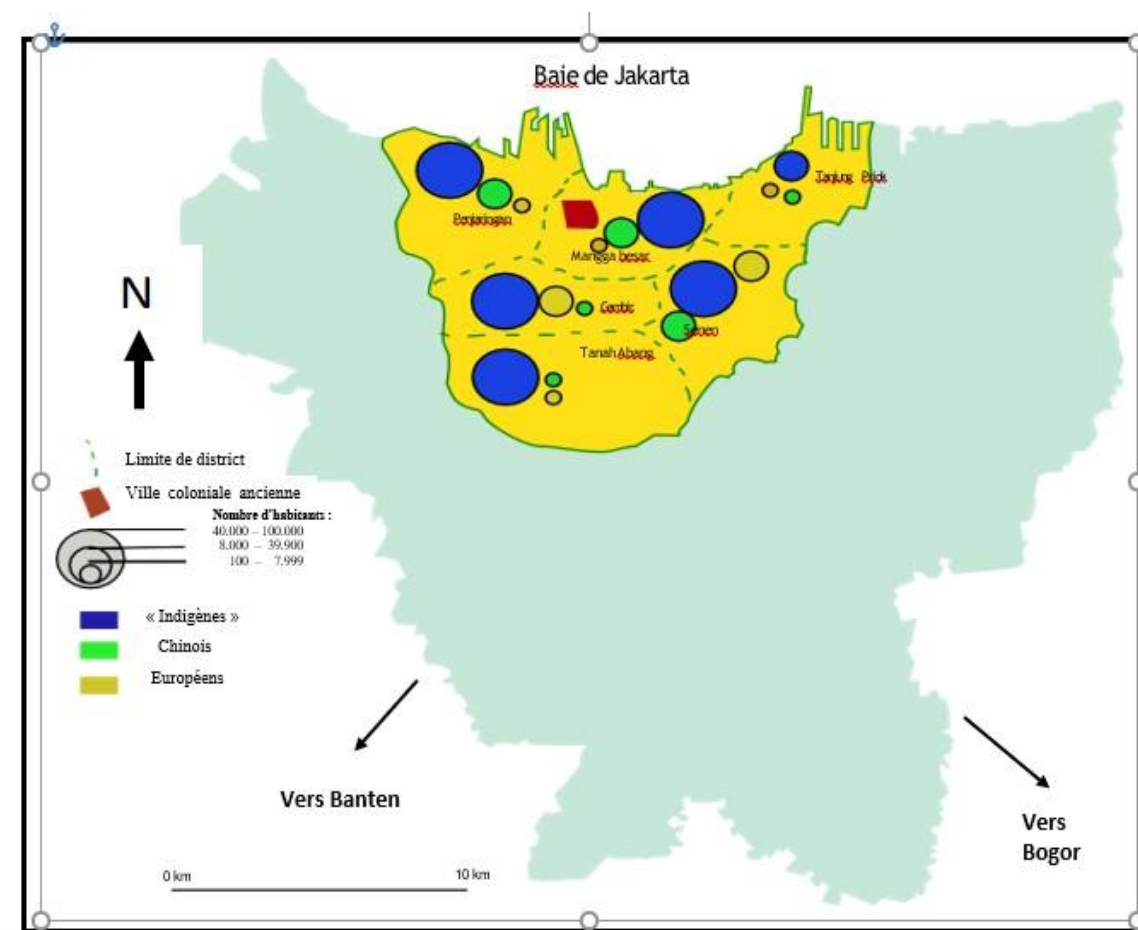 Baie de Jakarta
Tanjung Priok
Penjaringan
Mangga besar
Gambir
Senen
Tanah Abang
N
Limite de district
Ville coloniale ancienne
Nombre d'habitants :
40.000 – 100.000
8.000 – 39.900
100 – 7.999
« Indigènes »
Chinois
Européens
Vers Banten
Vers
Bogor
0 km
10 km